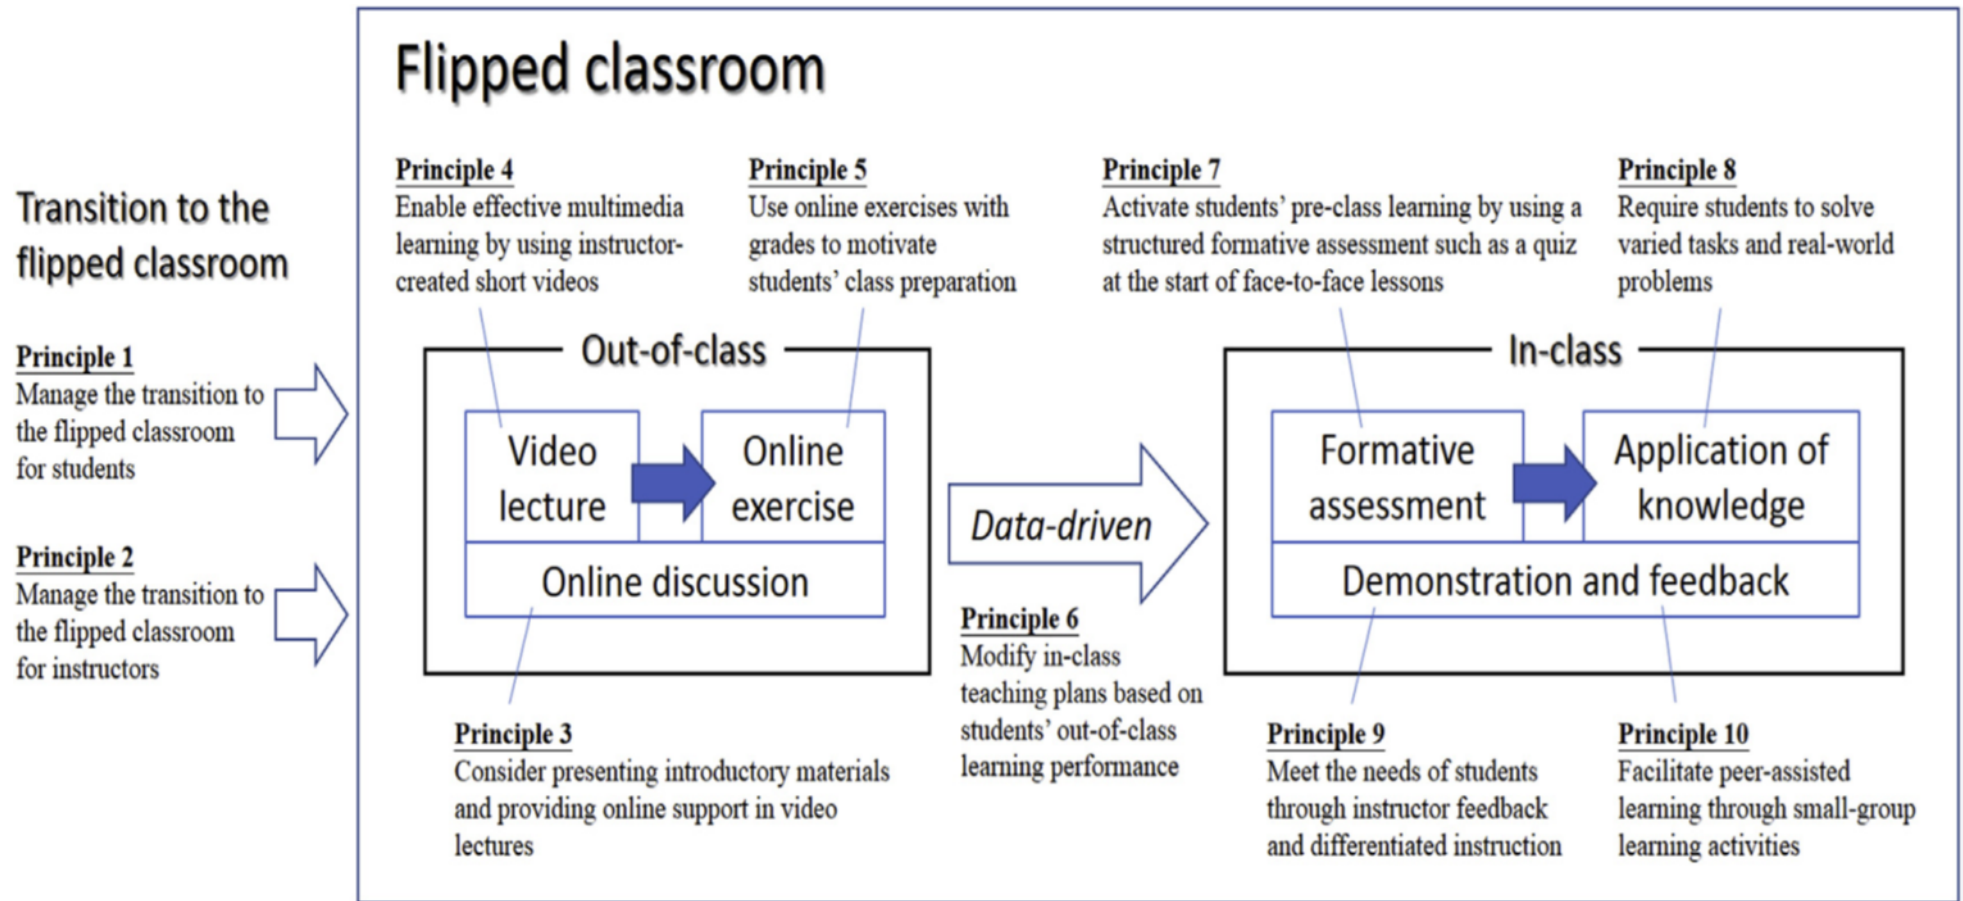 Flipped classroom
Transition to the
flipped classroom
Principle 1
Manage the transition to
the flipped classroom
for students
Principle 2
Manage the transition to
the flipped classroom
for instructors
Principle 4
Enable effective multimedia
learning by using instructor-
created short videos
Principle 5
Use online exercises with
grades to motivate
students’ class preparation
Out-of-class
Video
lecture
Online
exercise
Online discussion
Principle 3
Consider presenting introductory materials
and providing online support in video
lectures
Data-driven
Principle 6
Modify in-class
teaching plans based on
students’ out-of-class
learning performance
Principle 7
Activate students’ pre-class learning by using a
structured formative assessment such as a quiz
at the start of face-to-face lessons
Principle 8
Require students to solve
varied tasks and real-world
problems
In-class
Formative
assessment
Application of
knowledge
Demonstration and feedback
Principle 9
Meet the needs of students
through instructor feedback
and differentiated instruction
Principle 10
Facilitate peer-assisted
learning through small-group
learning activities